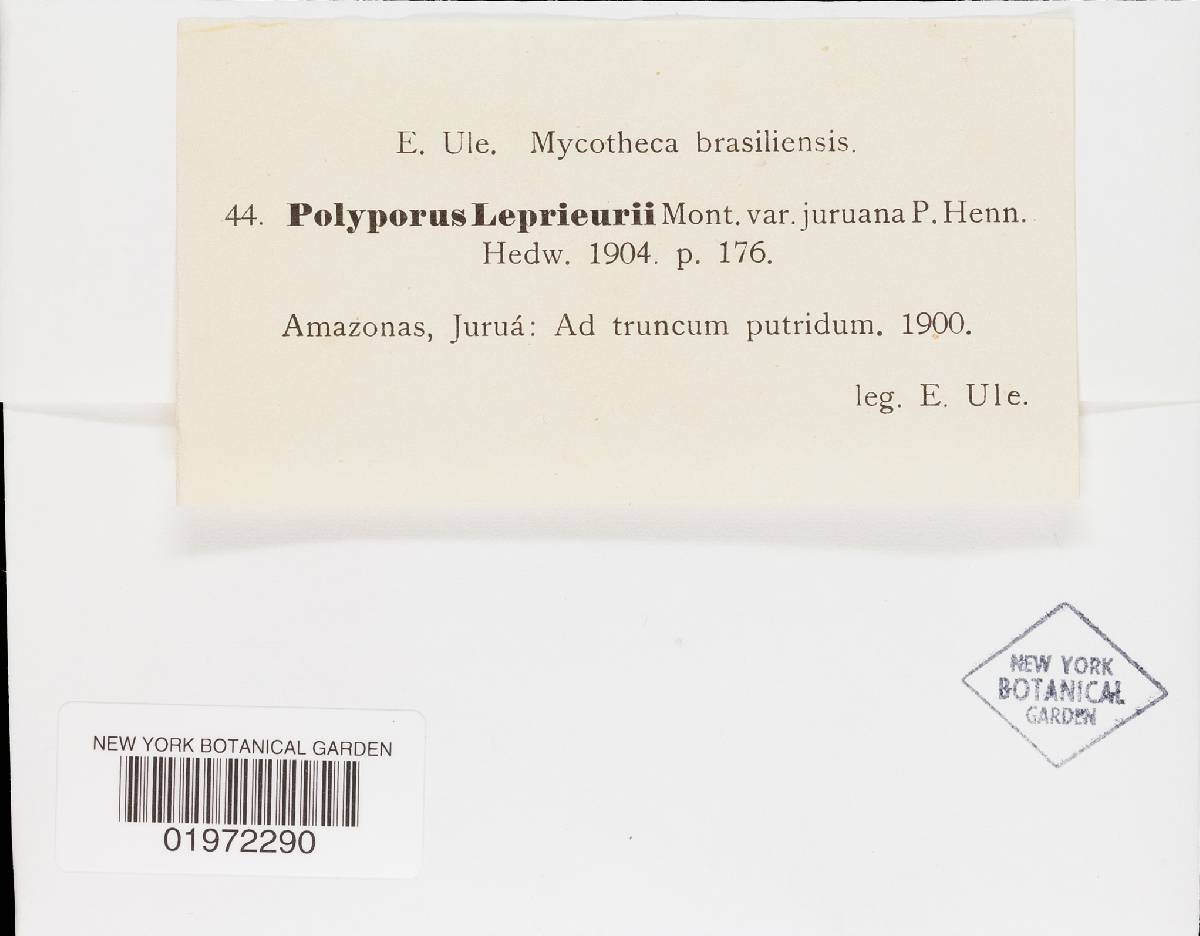 E. Ule. Mycotheca brasiliensis.
44. Polyporus Leprieurii Mont. var. juruana P. Henn.
Hedw. 1904. p. 176.
Amazonas, Juruá: Ad truncum putridum. 1900.
leg. E. Ule.
NEW YORK
BOTANICAL
GARDEN
NEW YORK BOTANICAL GARDEN
01972290